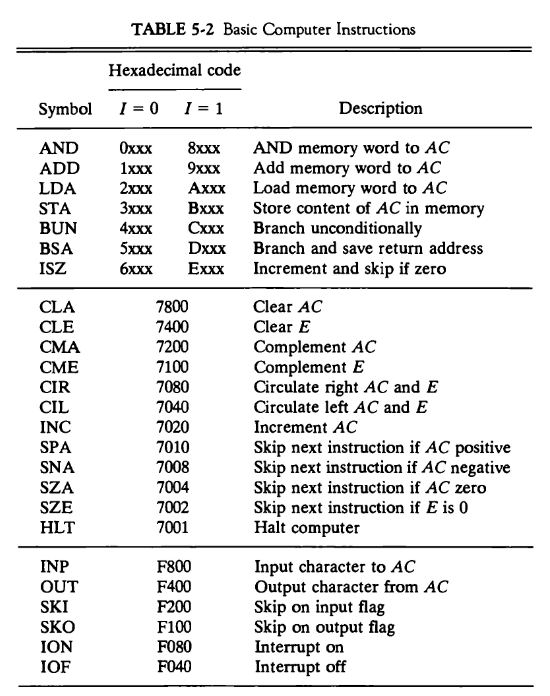 TABLE 5-2 Basic Computer Instructions
Hexadecimal code
Symbol I = 0 I = 1 Description
AND 0xxx 8xxx AND memory word to AC
ADD 1xxx 9xxx Add memory word to AC
LDA 2xxx Axxx Load memory word to AC
STA 3xxx Bxxx Store content of AC in memory
BUN 4xxx Cxxx Branch unconditionally
BSA 5xxx Dxxx Branch and save return address
ISZ 6xxx Exxx Increment and skip if zero
CLA 7800 Clear AC
CLE 7400 Clear E
CMA 7200 Complement AC
CME 7100 Complement E
CIR 7080 Circulate right AC and E
CIL 7040 Circulate left AC and E
INC 7020 Increment AC
SPA 7010 Skip next instruction if AC positive
SNA 7008 Skip next instruction if AC negative
SZA 7004 Skip next instruction if AC zero
SZE 7002 Skip next instruction if E is 0
HLT 7001 Halt computer
INP F800 Input character to AC
OUT F400 Output character from AC
SKI F200 Skip on input flag
SKO F100 Skip on output flag
ION F080 Interrupt on
IOF F040 Interrupt off